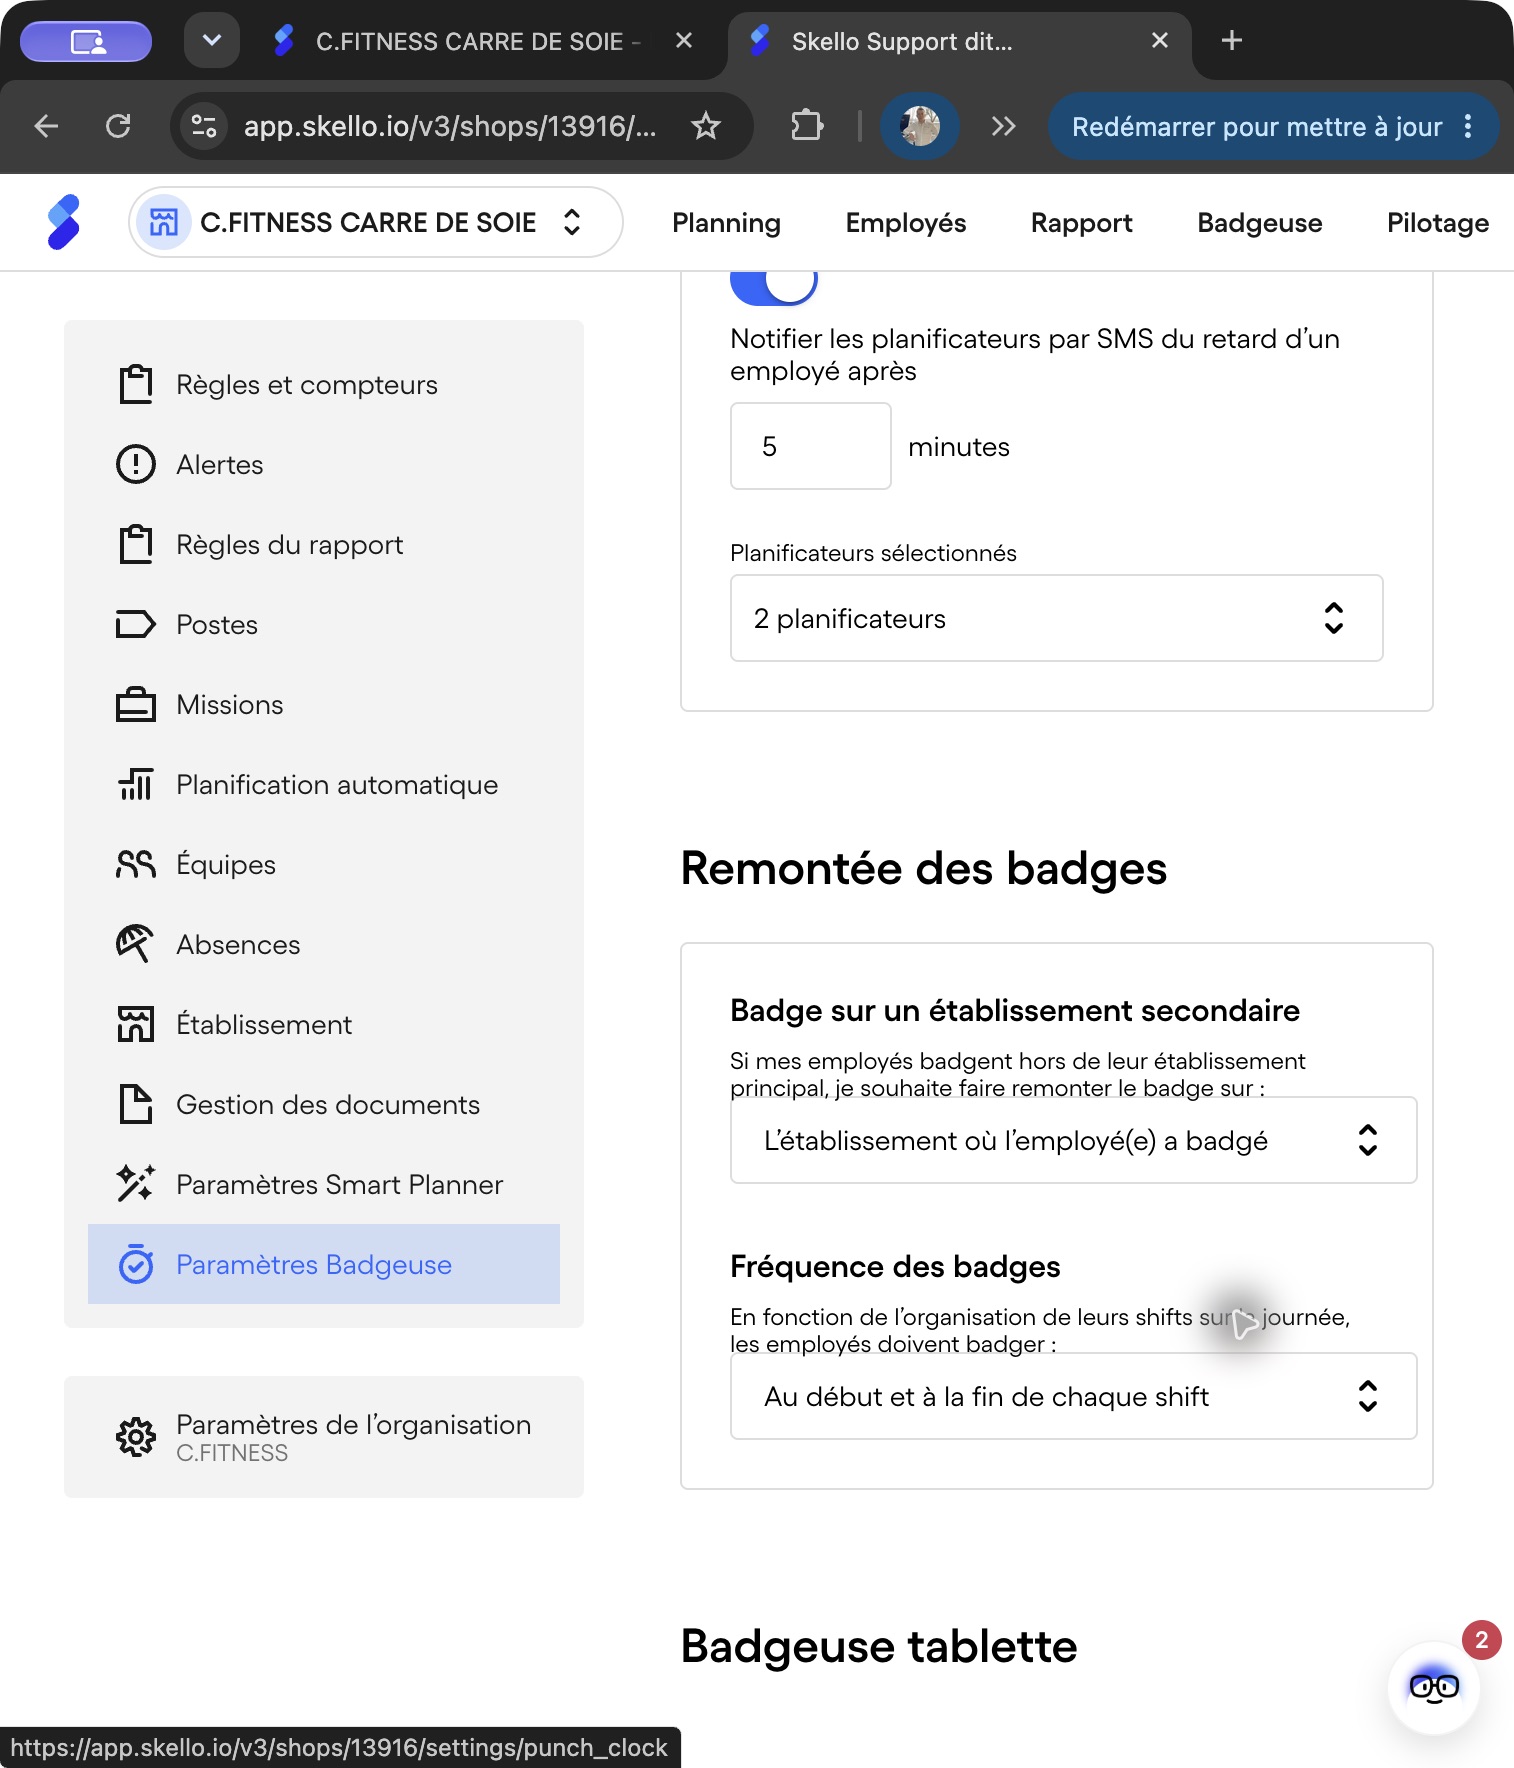 C.FITNESS CARRE DE SOIE -
Skello Support dit...
app.skello.io/v3/shops/13916/...
Redémarrer pour mettre à jour
C.FITNESS CARRE DE SOIE
Planning
Employés
Rapport
Badgeuse
Pilotage
Règles et compteurs
Alertes
Règles du rapport
Postes
Missions
Planification automatique
Équipes
Absences
Établissement
Gestion des documents
Paramètres Smart Planner
Paramètres Badgeuse
Paramètres de l'organisation
C.FITNESS
Notifier les planificateurs par SMS du retard d'un
employé après
5 minutes
Planificateurs sélectionnés
2 planificateurs
Remontée des badges
Badge sur un établissement secondaire
Si mes employés badgent hors de leur établissement
principal, je souhaite faire remonter le badge sur :
L'établissement où l'employé(e) a badgé
Fréquence des badges
En fonction de l'organisation de leurs shifts sur la journée,
les employés doivent badger :
Au début et à la fin de chaque shift
Badgeuse tablette
2
https://app.skello.io/v3/shops/13916/settings/punch_clock